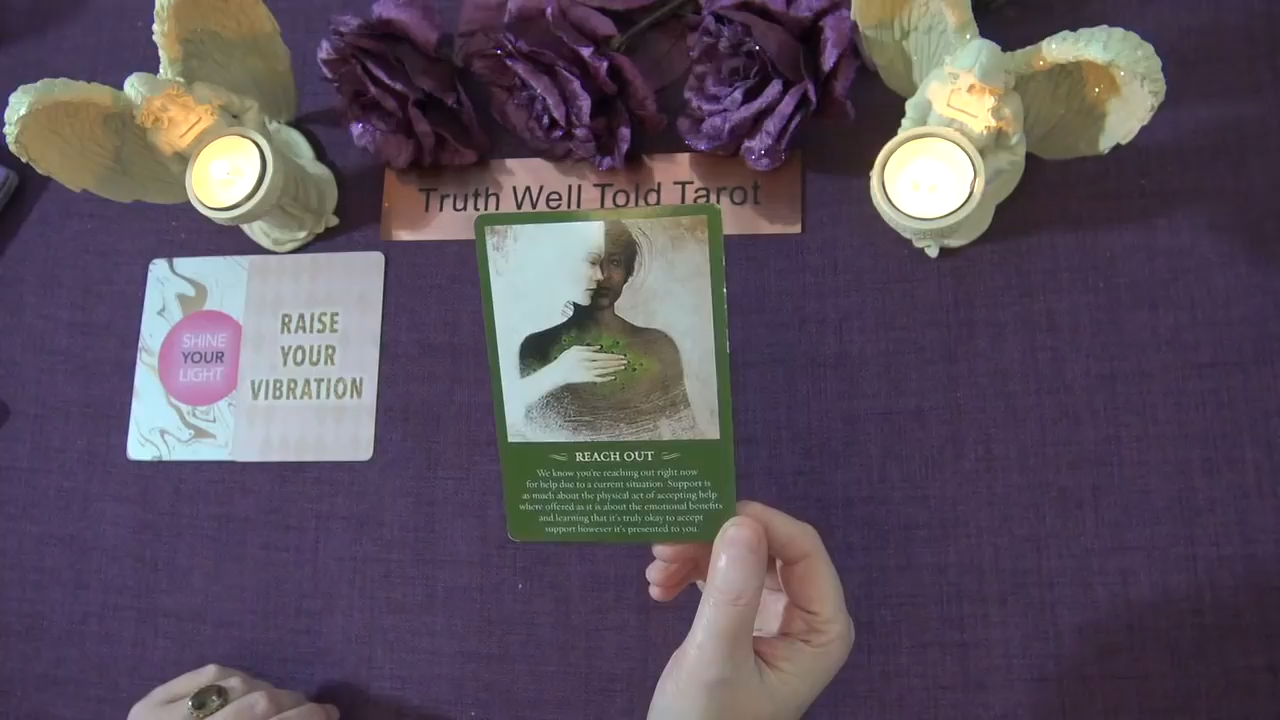 Truth Well Told Tarot
SHINE
YOUR
LIGHT
RAISE
YOUR
VIBRATION
REACH OUT
We know you're reaching out right now
for help due to a current situation. Support is
as much about the physical act of accepting help
where offered as it is about the emotional benefits
and learning that it's truly okay to accept
support however it's presented to you.